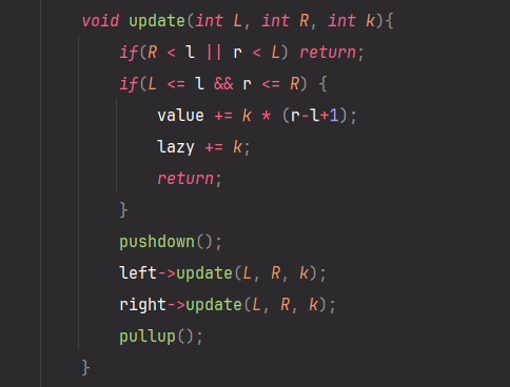 void update(int L, int R, int k){
if(R < l || r < L) return;
if(L <= l && r <= R) {
value += k * (r-l+1);
lazy += k;
return;
}
pushdown();
left->update(L, R, k);
right->update(L, R, k);
pullup();
}